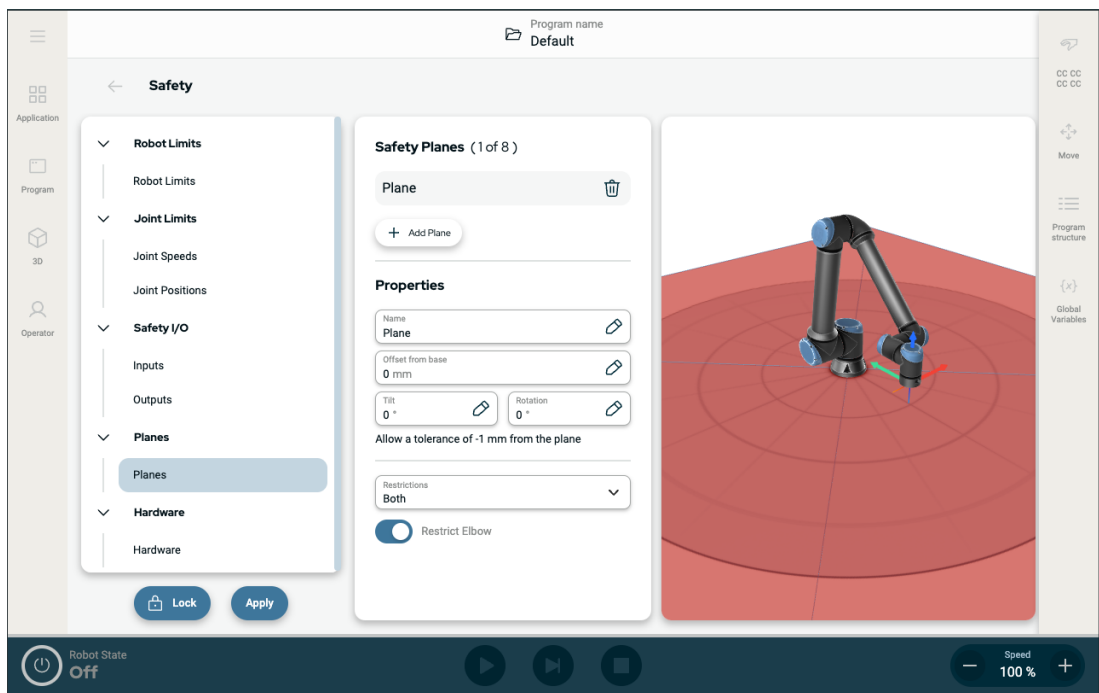 Program name
Default
Application
Program
3D
Operator
Safety
Robot Limits
Robot Limits
Joint Limits
Joint Speeds
Joint Positions
Safety I/O
Inputs
Outputs
Planes
Planes
Hardware
Hardware
Lock
Apply
Safety Planes (1 of 8)
Plane
Add Plane
Properties
Name
Plane
Offset from base
0 mm
Tilt
0 °
Rotation
0 °
Allow a tolerance of -1 mm from the plane
Restrictions
Both
Restrict Elbow
CC CC
CC CC
Move
Program
structure
{x}
Global
Variables
Robot State
Off
Speed
100 %